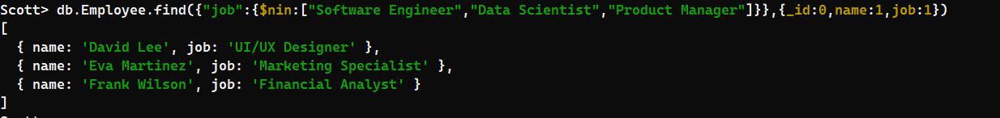 Scott> db.Employee.find({"job":{$nin:["Software Engineer","Data Scientist","Product Manager"]}},{_id:0,name:1,job:1})
[
  { name: 'David Lee', job: 'UI/UX Designer' },
  { name: 'Eva Martinez', job: 'Marketing Specialist' },
  { name: 'Frank Wilson', job: 'Financial Analyst' }
]